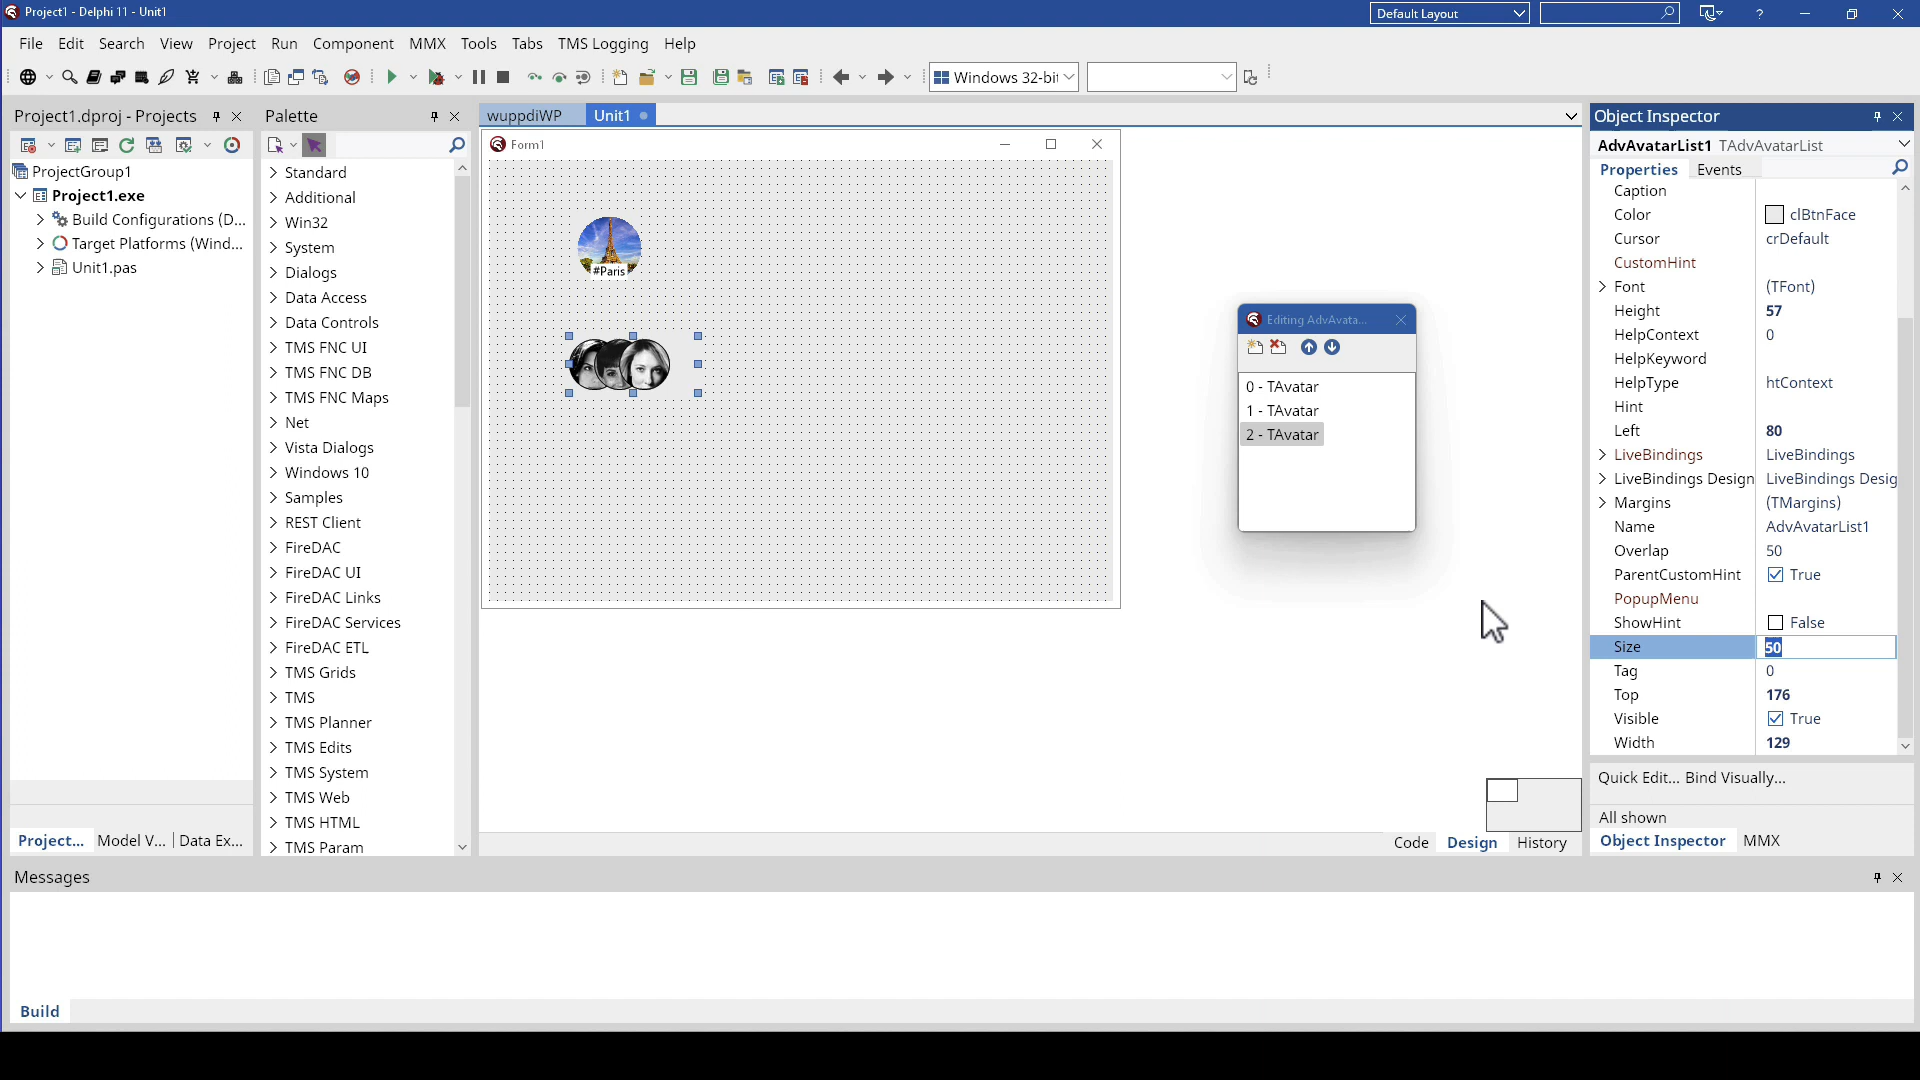 Project1 - Delphi 11 - Unit1
Default Layout
?
File Edit Search View Project Run Component MMX Tools Tabs TMS Logging Help
Windows 32-bit
Project1.dproj - Projects
ProjectGroup1
Project1.exe
Build Configurations (D...
Target Platforms (Wind...
Unit1.pas
Project... Model V... Data Ex...
Palette
Standard
Additional
Win32
System
Dialogs
Data Access
Data Controls
TMS FNC UI
TMS FNC DB
TMS FNC Maps
Net
Vista Dialogs
Windows 10
Samples
REST Client
FireDAC
FireDAC UI
FireDAC Links
FireDAC Services
FireDAC ETL
TMS Grids
TMS
TMS Planner
TMS Edits
TMS System
TMS Web
TMS HTML
TMS Param
wuppdiWP Unit1
Form1
#Paris
Editing AdvAvata...
0 - TAvatar
1 - TAvatar
2 - TAvatar
Code Design History
Object Inspector
AdvAvatarList1 TAdvAvatarList
Properties Events
Caption
Color clBtnFace
Cursor crDefault
CustomHint
Font (TFont)
Height 57
HelpContext 0
HelpKeyword
HelpType htContext
Hint
Left 80
LiveBindings LiveBindings
LiveBindings Design LiveBindings Desig
Margins (TMargins)
Name AdvAvatarList1
Overlap 50
ParentCustomHint True
PopupMenu
ShowHint False
Size 50
Tag 0
Top 176
Visible True
Width 129
Quick Edit... Bind Visually...
All shown
Object Inspector MMX
Messages
Build